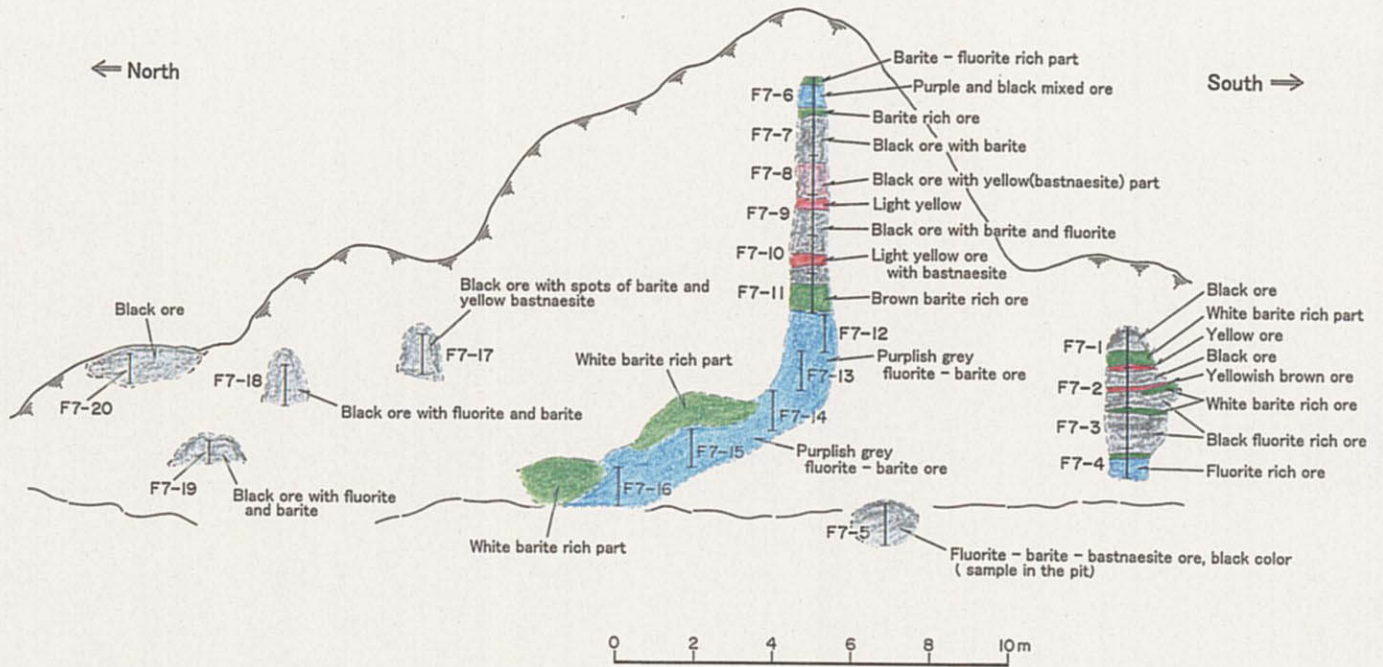 ← North
South →
Barite - fluorite rich part
F7-6
Purple and black mixed ore
Barite rich ore
F7-7
Black ore with barite
F7-8
Black ore with yellow(bastnaesite) part
Light yellow
F7-9
Black ore with barite and fluorite
F7-10
Light yellow ore
with bastnaesite
F7-11
Brown barite rich ore
F7-12
Purplish grey
fluorite - barite ore
F7-13
F7-14
Purplish grey
fluorite - barite ore
F7-15
F7-16
White barite rich part
White barite rich part
Black ore with spots of barite and
yellow bastnaesite
F7-17
Black ore
F7-20
F7-18
Black ore with fluorite and barite
F7-19
Black ore with fluorite
and barite
Black ore
F7-1
White barite rich part
Yellow ore
Black ore
F7-2
Yellowish brown ore
White barite rich ore
F7-3
Black fluorite rich ore
F7-4
Fluorite rich ore
F7-5
Fluorite - barite - bastnaesite ore, black color
( sample in the pit)
0 2 4 6 8 10m